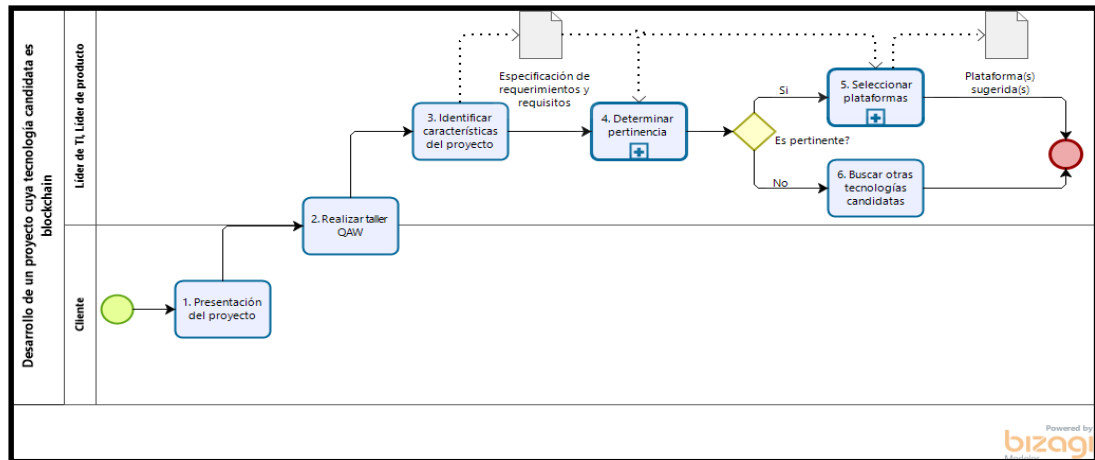 Desarrollo de un proyecto cuya tecnología candidata es
blockchain
Líder de TI, Líder de producto
Cliente
Especificación de
requerimientos y
requisitos
Plataforma(s)
sugerida(s)
5. Seleccionar
plataformas
3. Identificar
características
del proyecto
4. Determinar
pertinencia
Si
Es pertinente?
No
6. Buscar otras
tecnologías
candidatas
2. Realizar taller
QAW
1. Presentación
del proyecto
Powered by
bizagi
Modeler